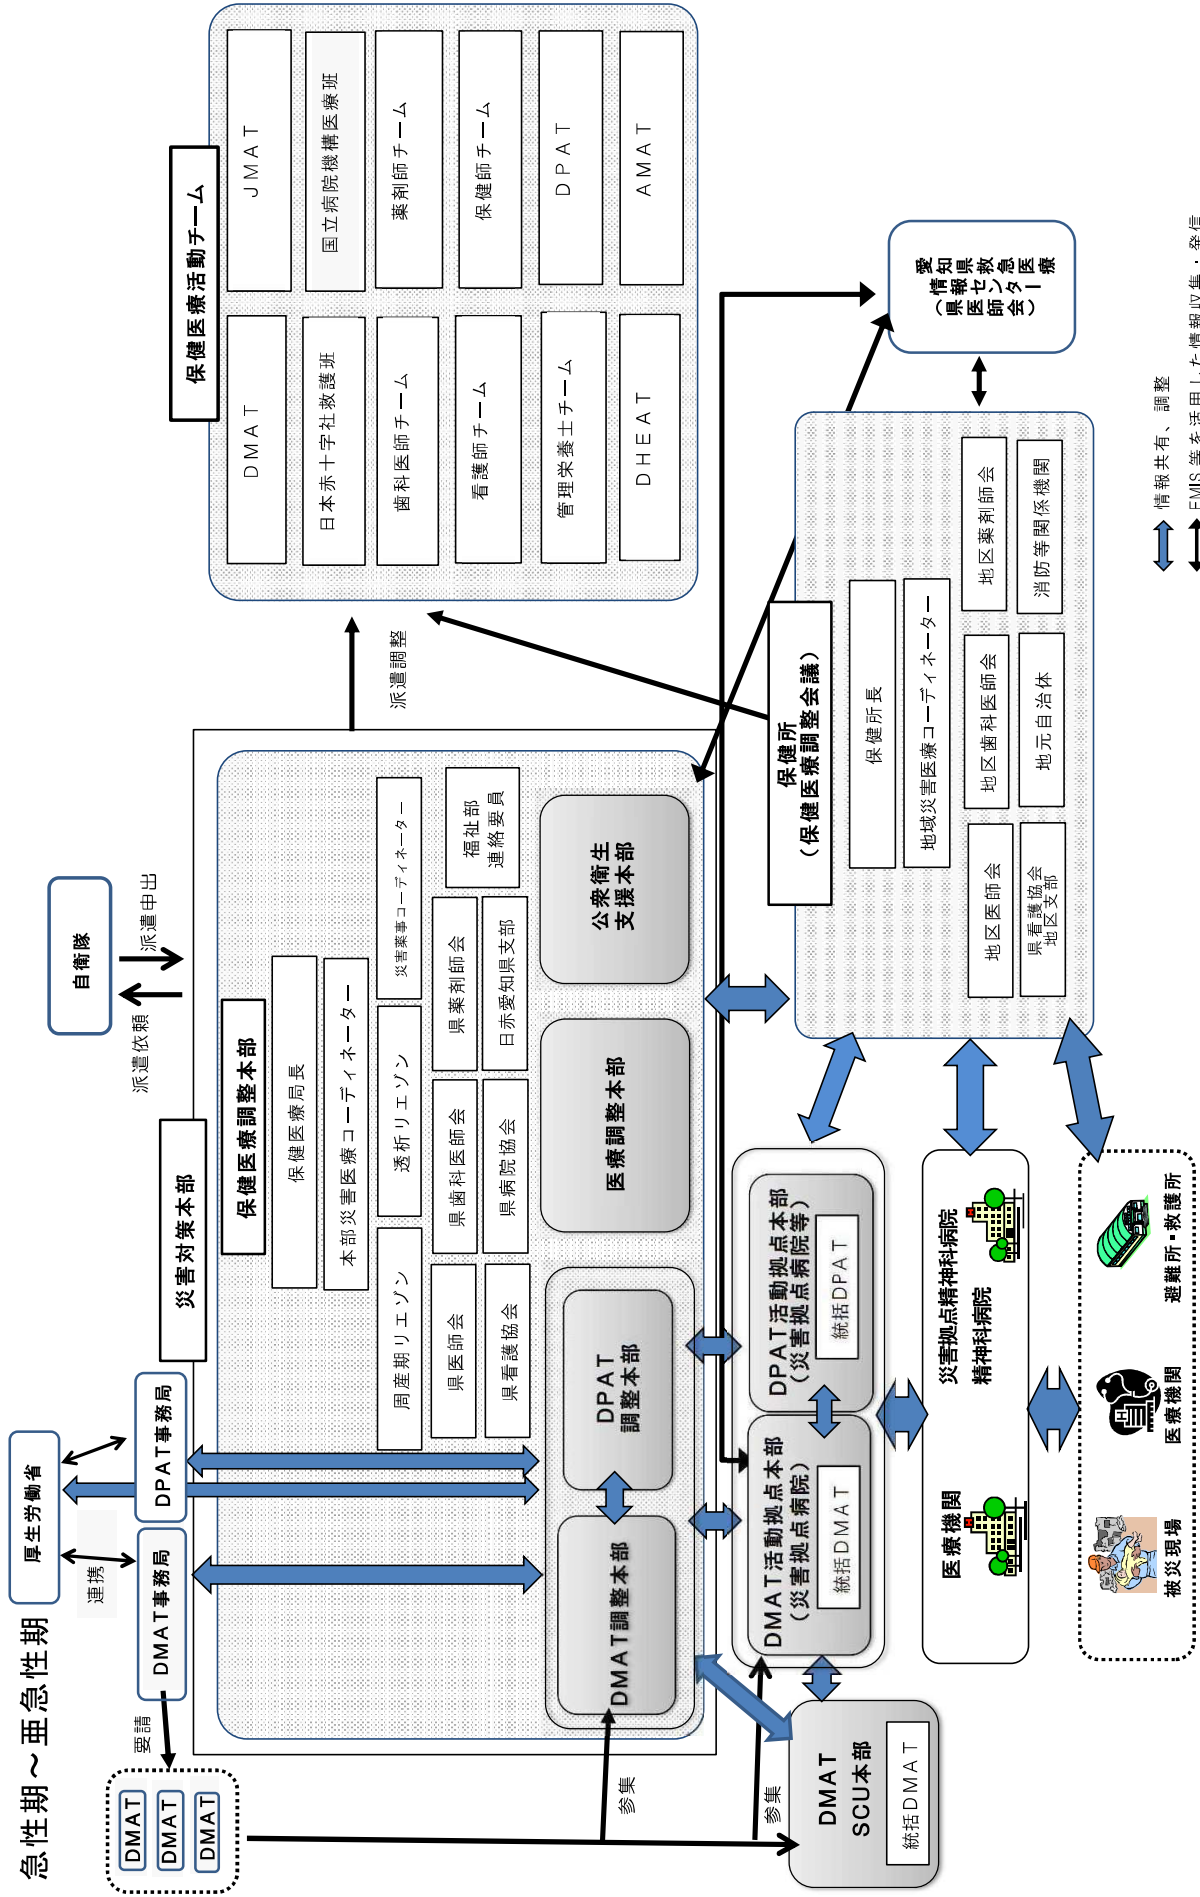 急性期～亜急性期
厚生労働省
連携
DMAT事務局
DPAT事務局
要請
DMAT
DMAT
DMAT
参集
参集
自衛隊
派遣依頼
派遣申出
災害対策本部
保健医療調整本部
保健医療局長
本部災害医療コーディネーター
周産期リエゾン
透析リエゾン
災害薬事コーディネーター
県医師会
県歯科医師会
県薬剤師会
福祉部
連絡要員
県看護協会
県病院協会
日赤愛知県支部
DMAT調整本部
DPAT
調整本部
医療調整本部
公衆衛生
支援本部
派遣調整
保健医療活動チーム
DMAT
JMAT
日本赤十字社救護班
国立病院機構医療班
歯科医師チーム
薬剤師チーム
看護師チーム
保健師チーム
管理栄養士チーム
DPAT
DHEAT
AMAT
DMAT
SCU本部
統括DMAT
DMAT活動拠点本部
（災害拠点病院）
統括DMAT
DPAT活動拠点本部
（災害拠点病院等）
統括DPAT
保健所
（保健医療調整会議）
保健所長
地域災害医療コーディネーター
地区医師会
地区歯科医師会
地区薬剤師会
県看護協会
地区支部
地元自治体
消防等関係機関
愛知県救急医療
情報センター
（県医師会）
医療機関
災害拠点精神科病院
精神科病院
被災現場
医療機関
避難所・救護所
情報共有、調整
EMIS等を活用した情報収集・発信